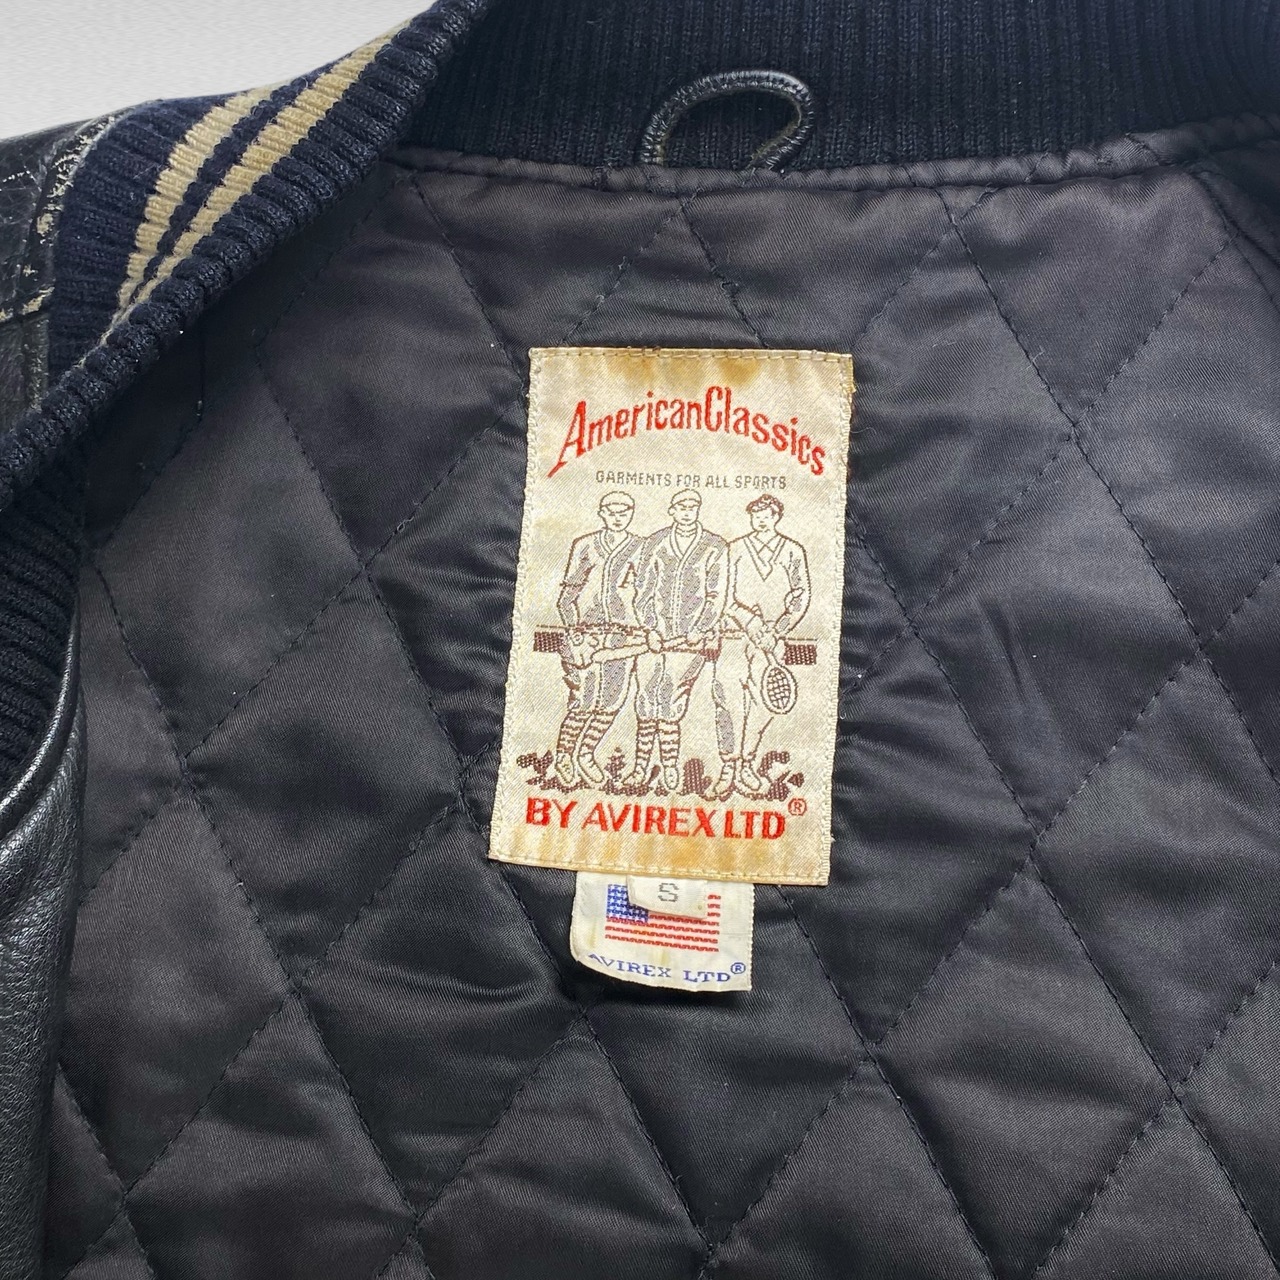 AmericanClassics
GARMENTS FOR ALL SPORTS
A
BY AVIREX LTD®
S
AVIREX LTD®